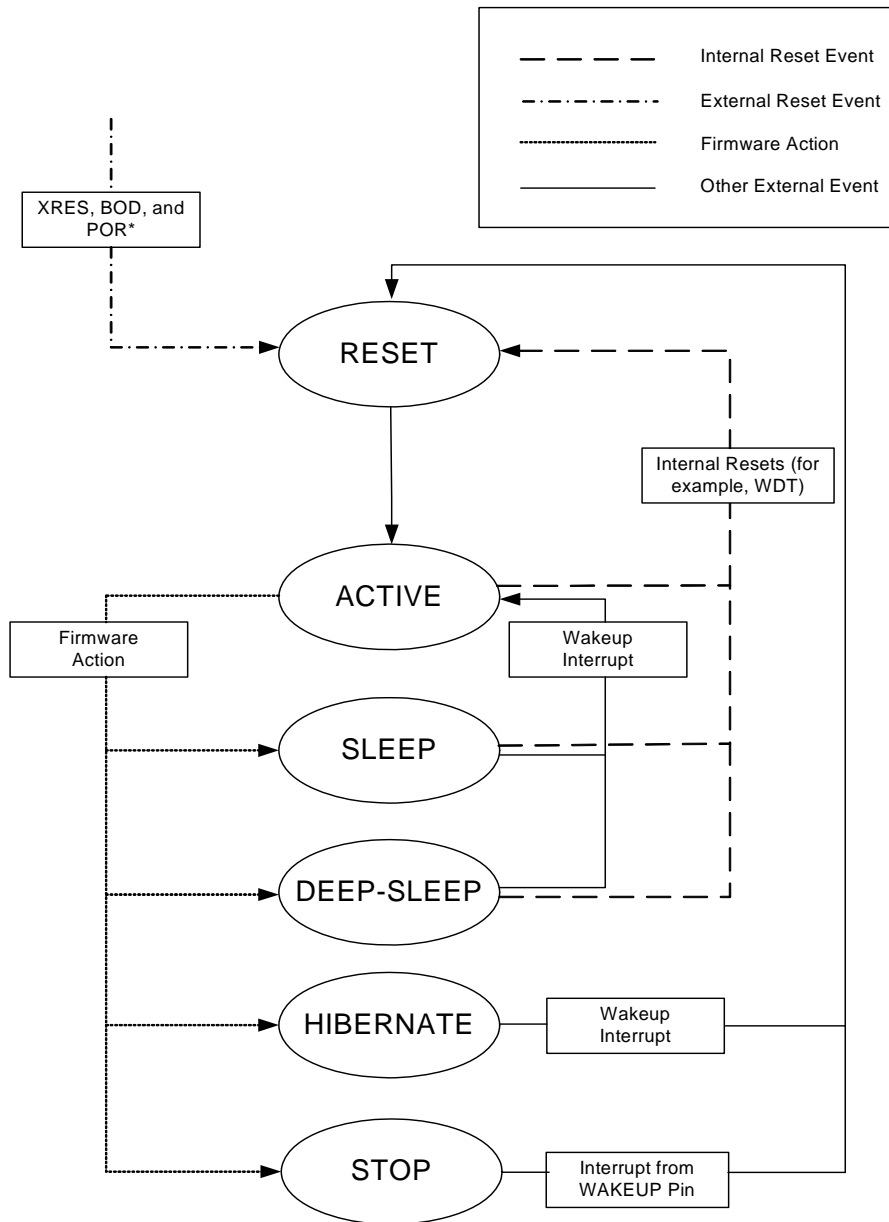 Internal Reset Event
External Reset Event
Firmware Action
Other External Event
XRES, BOD, and
POR*
RESET
Internal Resets (for
example, WDT)
ACTIVE
Firmware
Action
Wakeup
Interrupt
SLEEP
DEEP-SLEEP
HIBERNATE
Wakeup
Interrupt
STOP
Interrupt from
WAKEUP Pin